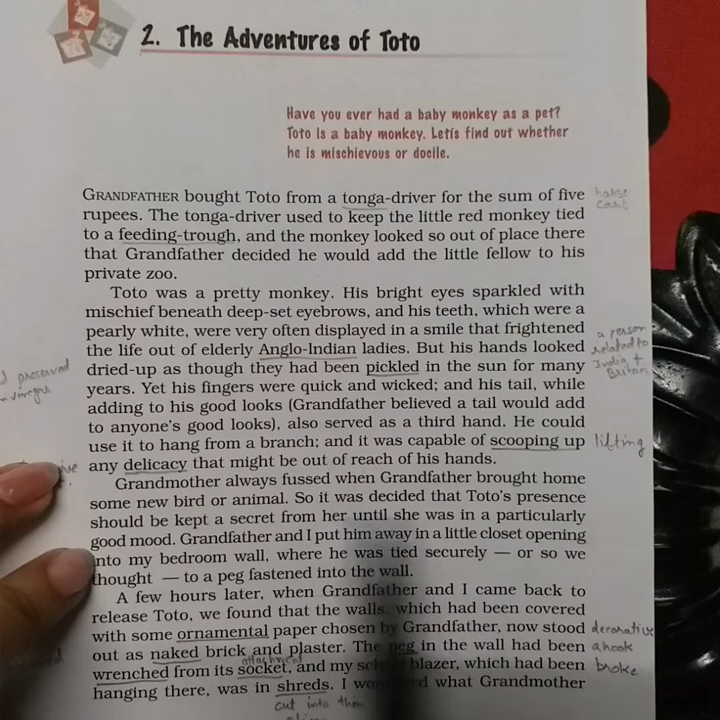 2. The Adventures of Toto
Have you ever had a baby monkey as a pet?
Toto is a baby monkey. Letís find out whether
he is mischievous or docile.
GRANDFATHER bought Toto from a tonga-driver for the sum of five
horse
cart
rupees. The tonga-driver used to keep the little red monkey tied
to a feeding-trough, and the monkey looked so out of place there
that Grandfather decided he would add the little fellow to his
private zoo.
Toto was a pretty monkey. His bright eyes sparkled with
mischief beneath deep-set eyebrows, and his teeth, which were a
pearly white, were very often displayed in a smile that frightened
the life out of elderly Anglo-Indian ladies. But his hands looked
a person
related to
India +
Britan
dried-up as though they had been pickled in the sun for many
preserved
years. Yet his fingers were quick and wicked; and his tail, while
adding to his good looks (Grandfather believed a tail would add
to anyone's good looks), also served as a third hand. He could
use it to hang from a branch; and it was capable of scooping up
lifting
any delicacy that might be out of reach of his hands.
Grandmother always fussed when Grandfather brought home
some new bird or animal. So it was decided that Toto's presence
should be kept a secret from her until she was in a particularly
good mood. Grandfather and I put him away in a little closet opening
into my bedroom wall, where he was tied securely — or so we
thought — to a peg fastened into the wall.
A few hours later, when Grandfather and I came back to
release Toto, we found that the walls, which had been covered
with some ornamental paper chosen by Grandfather, now stood
decorative
out as naked brick and plaster. The peg in the wall had been
a hook
attachment
wrenched from its socket, and my school blazer, which had been
broke
hanging there, was in shreds. I wondered what Grandmother
cut into thin